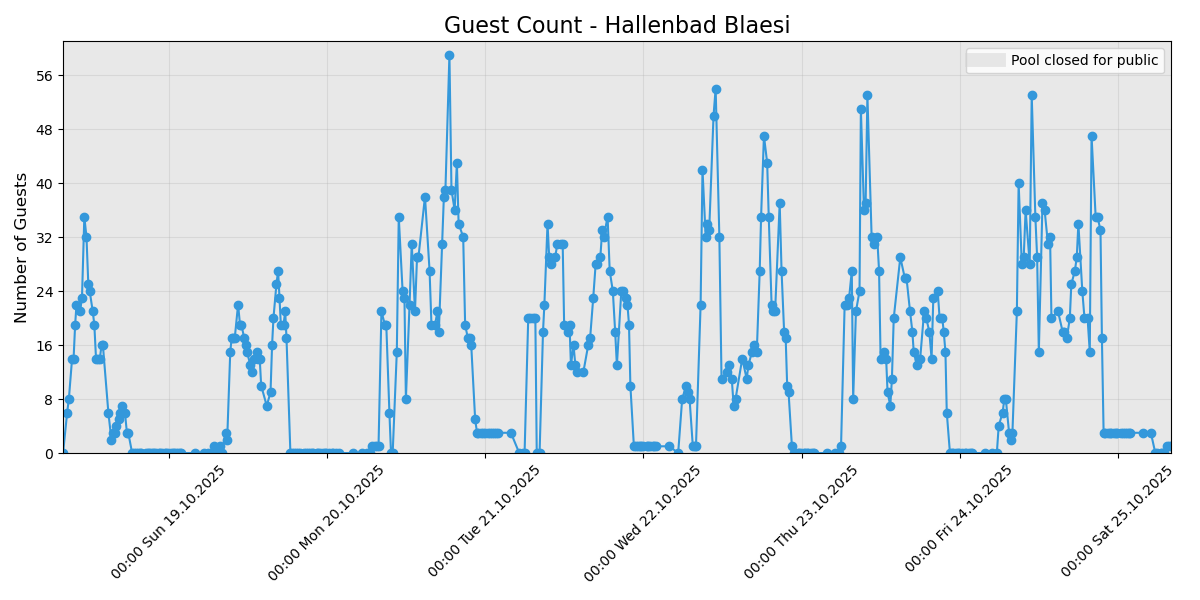 Guest Count - Hallenbad Blaesi
Pool closed for public
Number of Guests
56
48
40
32
24
16
8
0
00:00 Sun 19.10.2025
00:00 Mon 20.10.2025
00:00 Tue 21.10.2025
00:00 Wed 22.10.2025
00:00 Thu 23.10.2025
00:00 Fri 24.10.2025
00:00 Sat 25.10.2025